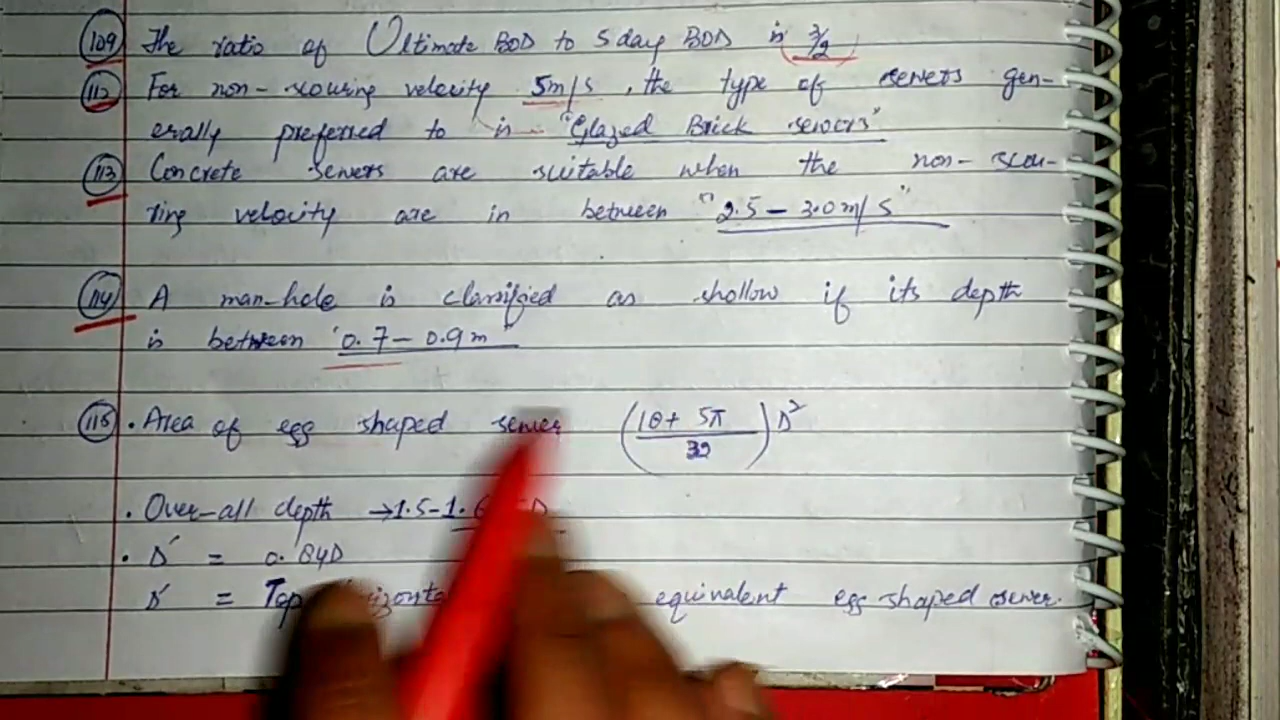 109 The ratio of Ultimate BOD to 5 day BOD is 3/2
112 For non-scouring velocity 5m/s, the type of sewers gen-
erally preferred to is "Glazed Brick sewers"
113 Concrete sewers are suitable when the non-scou-
ring velocity are in between "2.5-3.0m/s"
114 A man-hole is classified as shollow if its depth
is between '0.7-0.9m"
115 . Area of egg shaped sewer ((18+5π)/32)D²
. Over-all depth →1.5-1. D
. D' = 0.84D
D' = Top equivalent egg shaped sewer.